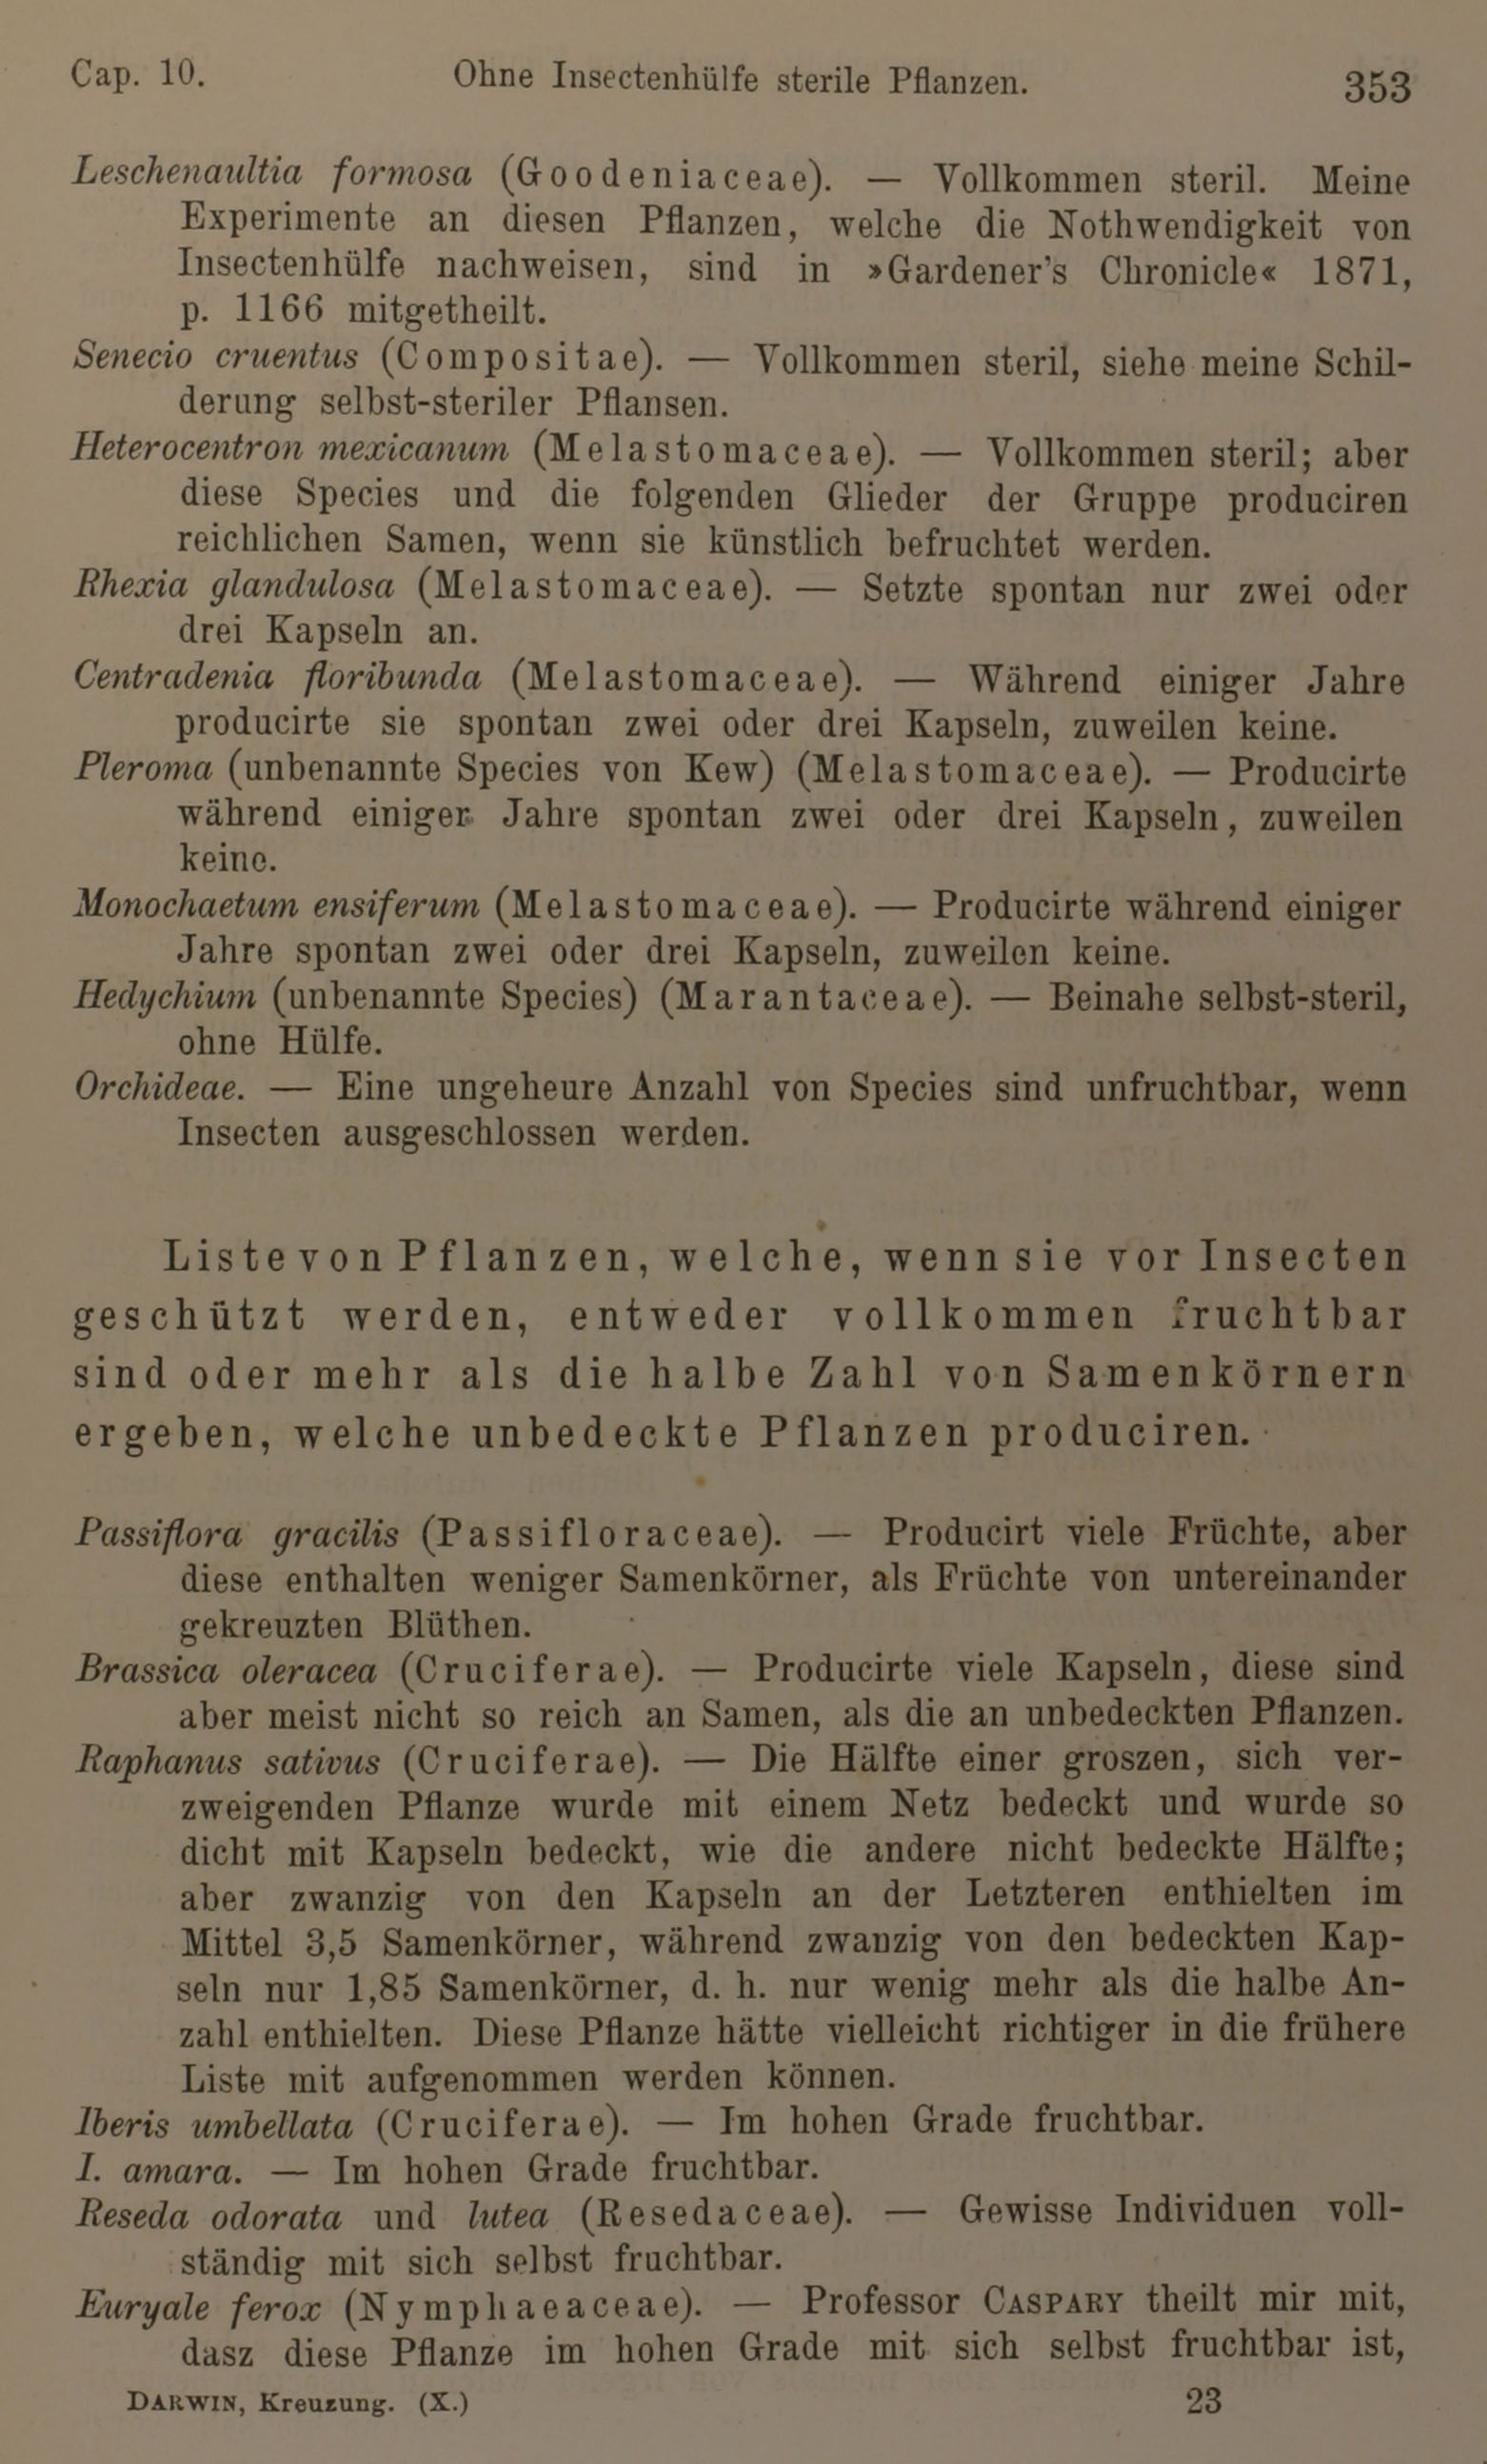 Cap. 10. Ohne Insectenhülfe sterile Pflanzen. 353
Leschenaultia formosa (Goodeniaceae). — Vollkommen steril. Meine
Experimente an diesen Pflanzen, welche die Nothwendigkeit von
Insectenhülfe nachweisen, sind in »Gardener's Chronicle« 1871,
p. 1166 mitgetheilt.
Senecio cruentus (Compositae). — Vollkommen steril, siehe meine Schil-
derung selbst-steriler Pflansen.
Heterocentron mexicanum (Melastomaceae). — Vollkommen steril; aber
diese Species und die folgenden Glieder der Gruppe produciren
reichlichen Samen, wenn sie künstlich befruchtet werden.
Rhexia glandulosa (Melastomaceae). — Setzte spontan nur zwei oder
drei Kapseln an.
Centradenia floribunda (Melastomaceae). — Während einiger Jahre
producirte sie spontan zwei oder drei Kapseln, zuweilen keine.
Pleroma (unbenannte Species von Kew) (Melastomaceae). — Producirte
während einiger Jahre spontan zwei oder drei Kapseln, zuweilen
keine.
Monochaetum ensiferum (Melastomaceae). — Producirte während einiger
Jahre spontan zwei oder drei Kapseln, zuweilen keine.
Hedychium (unbenannte Species) (Marantaceae). — Beinahe selbst-steril,
ohne Hülfe.
Orchideae. — Eine ungeheure Anzahl von Species sind unfruchtbar, wenn
Insecten ausgeschlossen werden.
Liste von Pflanzen, welche, wenn sie vor Insecten
geschützt werden, entweder vollkommen fruchtbar
sind oder mehr als die halbe Zahl von Samenkörnern
ergeben, welche unbedeckte Pflanzen produciren.
Passiflora gracilis (Passifloraceae). — Producirt viele Früchte, aber
diese enthalten weniger Samenkörner, als Früchte von untereinander
gekreuzten Blüthen.
Brassica oleracea (Cruciferae). — Producirte viele Kapseln, diese sind
aber meist nicht so reich an Samen, als die an unbedeckten Pflanzen.
Raphanus sativus (Cruciferae). — Die Hälfte einer groszen, sich ver-
zweigenden Pflanze wurde mit einem Netz bedeckt und wurde so
dicht mit Kapseln bedeckt, wie die andere nicht bedeckte Hälfte;
aber zwanzig von den Kapseln an der Letzteren enthielten im
Mittel 3,5 Samenkörner, während zwanzig von den bedeckten Kap-
seln nur 1,85 Samenkörner, d. h. nur wenig mehr als die halbe An-
zahl enthielten. Diese Pflanze hätte vielleicht richtiger in die frühere
Liste mit aufgenommen werden können.
Iberis umbellata (Cruciferae). — Im hohen Grade fruchtbar.
I. amara. — Im hohen Grade fruchtbar.
Reseda odorata und lutea (Resedaceae). — Gewisse Individuen voll-
ständig mit sich selbst fruchtbar.
Euryale ferox (Nymphaeaceae). — Professor CASPARY theilt mir mit,
dasz diese Pflanze im hohen Grade mit sich selbst fruchtbar ist,
DARWIN, Kreuzung. (X.) 23